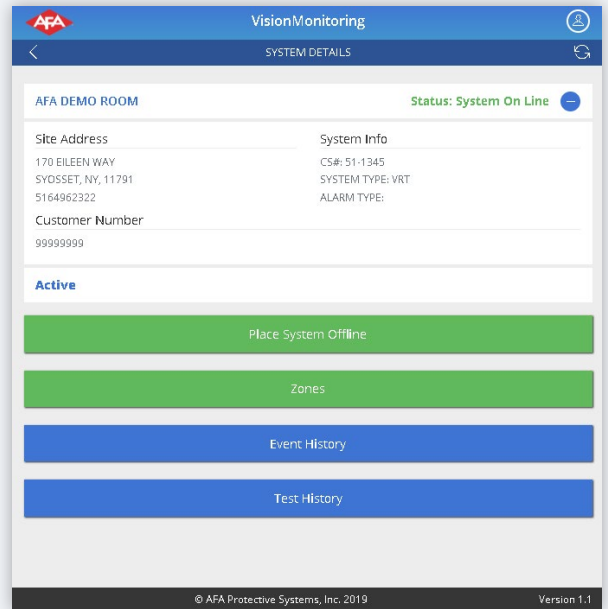 AFA
VisionMonitoring
SYSTEM DETAILS
AFA DEMO ROOM
Status: System On Line
Site Address
170 EILEEN WAY
SYOSSET, NY, 11791
5164962322
System Info
CS#: 51-1345
SYSTEM TYPE: VRT
ALARM TYPE:
Customer Number
99999999
Active
Place System Offline
Zones
Event History
Test History
© AFA Protective Systems, Inc. 2019
Version 1.1